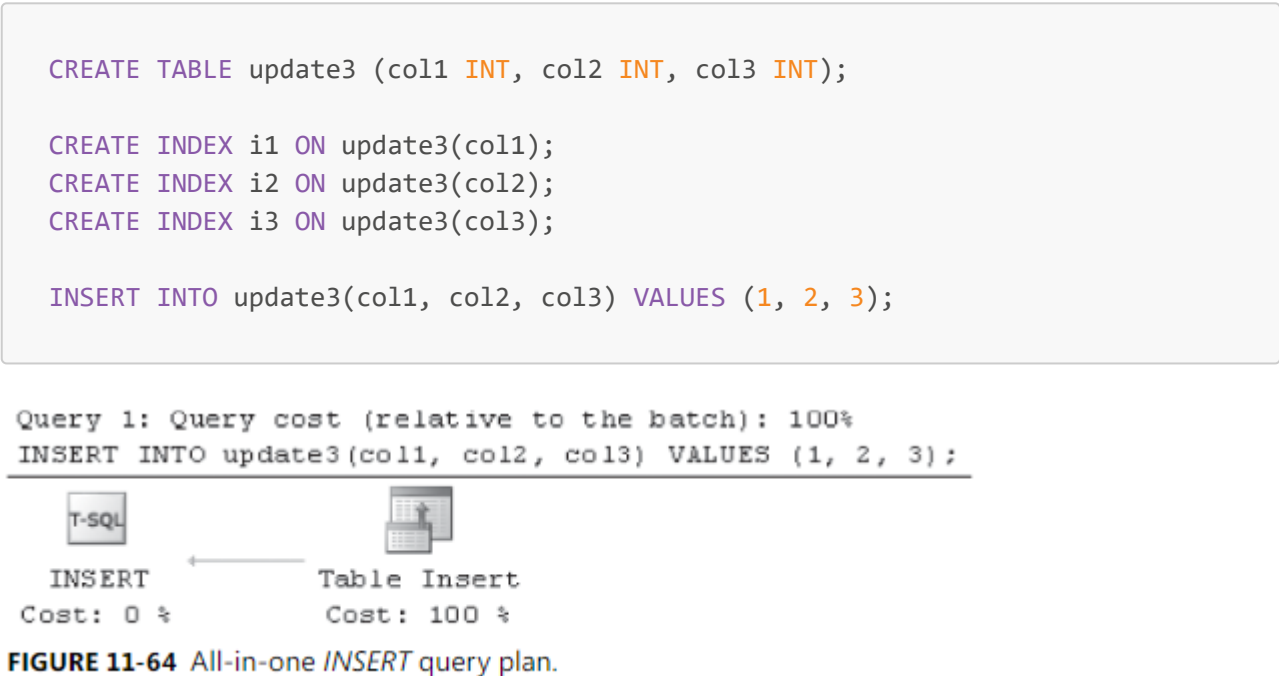 CREATE TABLE update3 (col1 INT, col2 INT, col3 INT);
CREATE INDEX i1 ON update3(col1);
CREATE INDEX i2 ON update3(col2);
CREATE INDEX i3 ON update3(col3);
INSERT INTO update3(col1, col2, col3) VALUES (1, 2, 3);
Query 1: Query cost (relative to the batch): 100%
INSERT INTO update3(col1, col2, col3) VALUES (1, 2, 3);
T-SQL
INSERT Table Insert
Cost: 0 % Cost: 100 %
FIGURE 11-64 All-in-one INSERT query plan.